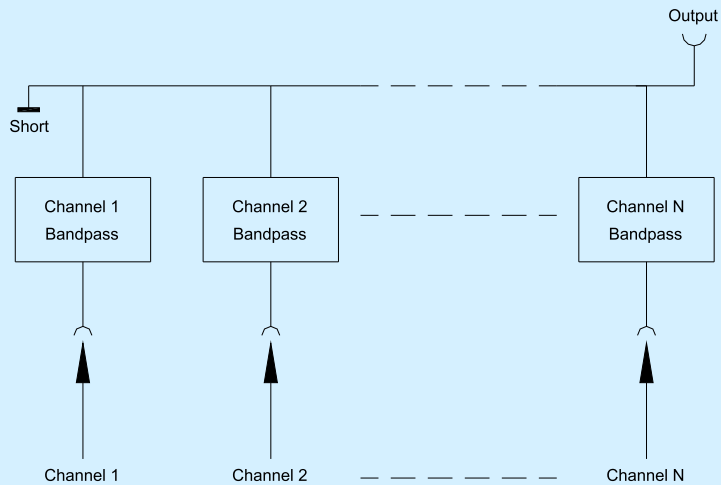 Output
Short
Channel 1
Bandpass
Channel 2
Bandpass
Channel N
Bandpass
Channel 1
Channel 2
Channel N